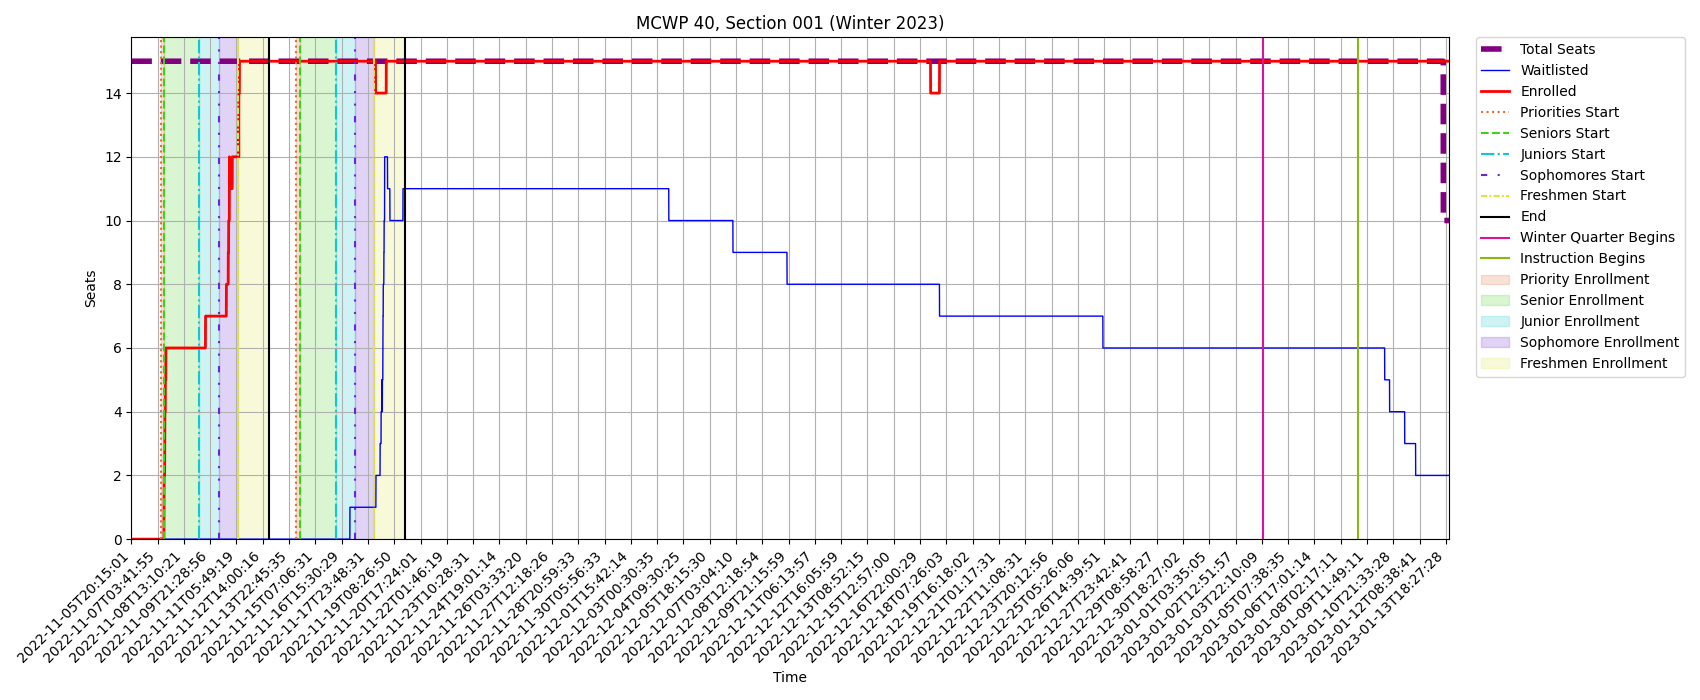 MCWP 40, Section 001 (Winter 2023)
Seats
14
12
10
8
6
4
2
0
2022-11-05T20:15:01
2022-11-07T03:41:55
2022-11-08T13:10:21
2022-11-09T21:28:56
2022-11-11T05:49:19
2022-11-12T14:00:16
2022-11-13T22:45:35
2022-11-15T07:06:31
2022-11-16T15:30:29
2022-11-17T23:48:31
2022-11-19T08:26:50
2022-11-20T17:24:01
2022-11-22T01:46:19
2022-11-23T10:28:31
2022-11-24T19:01:14
2022-11-26T03:33:20
2022-11-27T12:18:26
2022-11-28T20:59:33
2022-11-30T05:56:33
2022-12-01T15:42:14
2022-12-03T00:30:35
2022-12-04T09:30:25
2022-12-05T18:15:30
2022-12-07T03:04:10
2022-12-08T12:18:54
2022-12-09T21:15:59
2022-12-11T06:13:57
2022-12-12T16:05:59
2022-12-13T08:52:15
2022-12-15T12:57:00
2022-12-16T22:00:29
2022-12-18T07:26:03
2022-12-19T16:18:02
2022-12-21T01:17:31
2022-12-22T11:08:31
2022-12-23T20:12:56
2022-12-25T05:26:06
2022-12-26T14:39:51
2022-12-27T23:42:41
2022-12-29T08:58:27
2022-12-30T18:27:02
2023-01-01T03:35:05
2023-01-02T12:51:57
2023-01-03T22:10:09
2023-01-05T07:38:35
2023-01-06T17:01:14
2023-01-08T02:17:11
2023-01-09T11:49:11
2023-01-10T21:33:28
2023-01-12T08:38:41
2023-01-13T18:27:28
Time
Total Seats
Waitlisted
Enrolled
Priorities Start
Seniors Start
Juniors Start
Sophomores Start
Freshmen Start
End
Winter Quarter Begins
Instruction Begins
Priority Enrollment
Senior Enrollment
Junior Enrollment
Sophomore Enrollment
Freshmen Enrollment